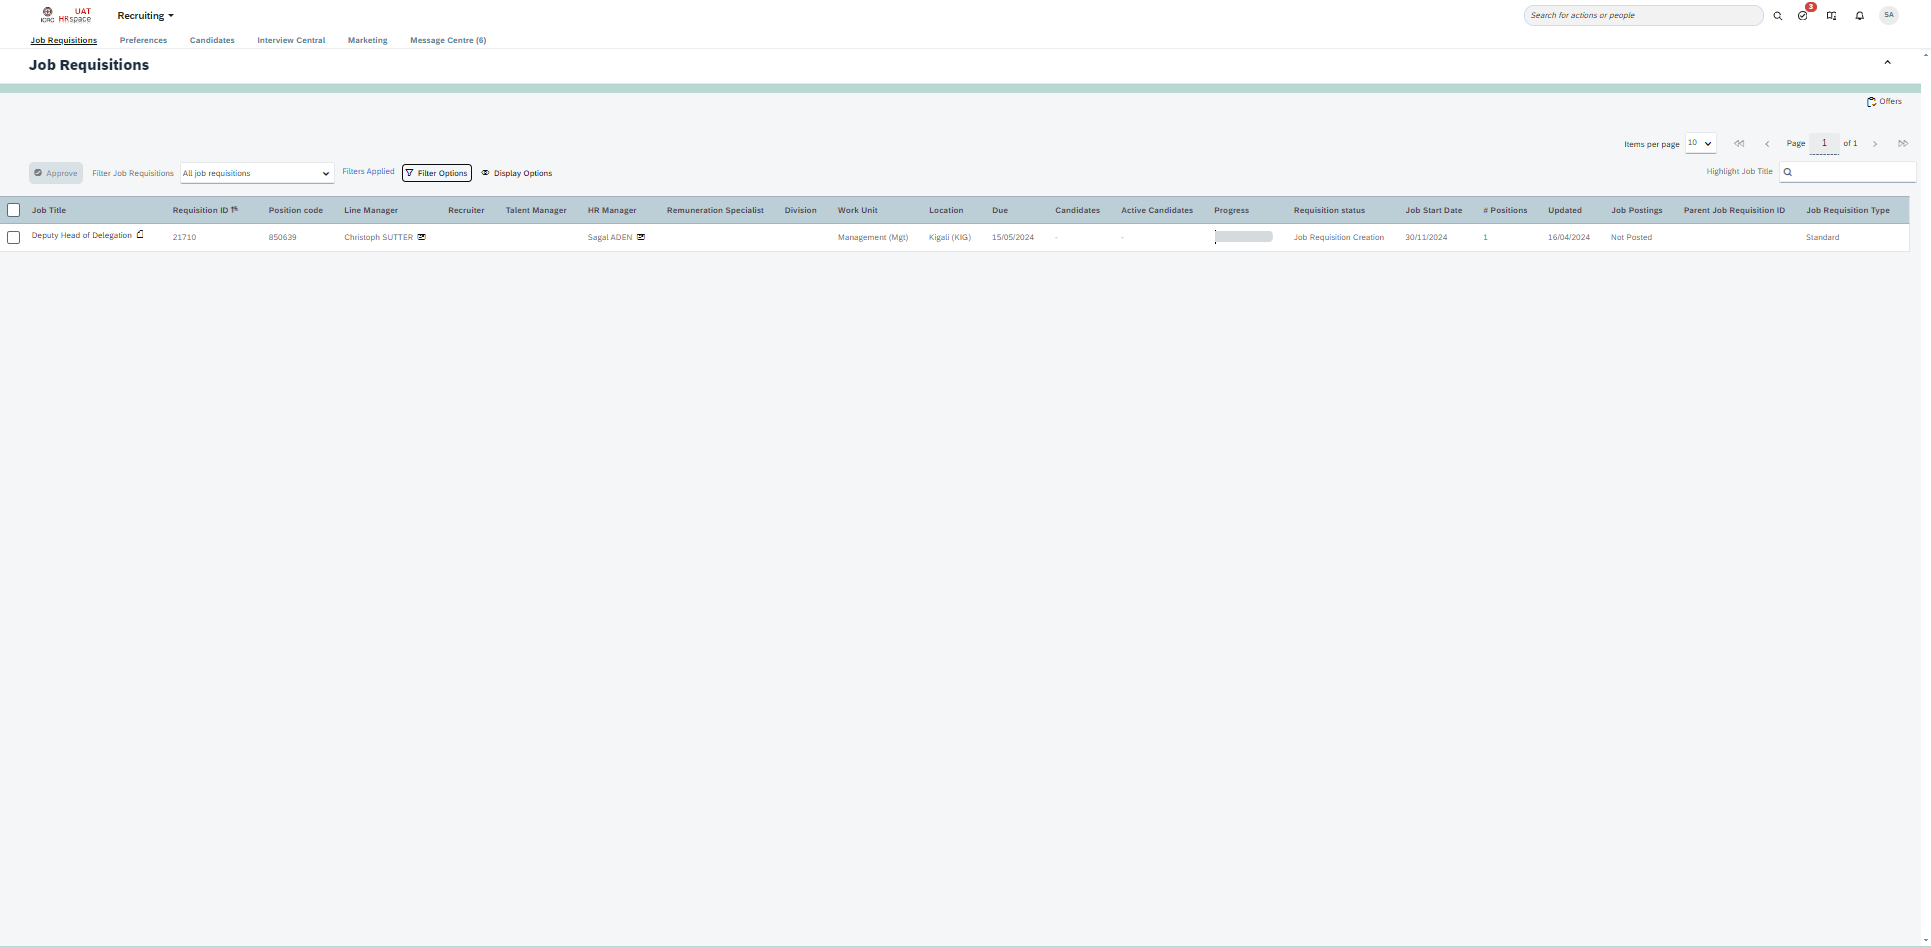 ICRC UAT HRspace
Recruiting
Search for actions or people
3
SA
Job Requisitions Preferences Candidates Interview Central Marketing Message Centre (6)
Job Requisitions
Offers
Items per page 10 Page 1 of 1
Approve Filter Job Requisitions All job requisitions Filters Applied Filter Options Display Options Highlight Job Title
Job Title Requisition ID Position code Line Manager Recruiter Talent Manager HR Manager Remuneration Specialist Division Work Unit Location Due Candidates Active Candidates Progress Requisition status Job Start Date # Positions Updated Job Postings Parent Job Requisition ID Job Requisition Type
Deputy Head of Delegation 21710 850639 Christoph SUTTER Sagal ADEN Management (Mgt) Kigali (KIG) 15/05/2024 - - Job Requisition Creation 30/11/2024 1 16/04/2024 Not Posted Standard